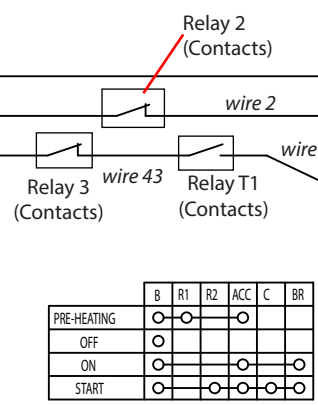 Relay 2
(Contacts)
wire 2
wire
Relay 3
(Contacts)
wire 43
Relay T1
(Contacts)
B R1 R2 ACC C BR
PRE-HEATING
OFF
ON
START